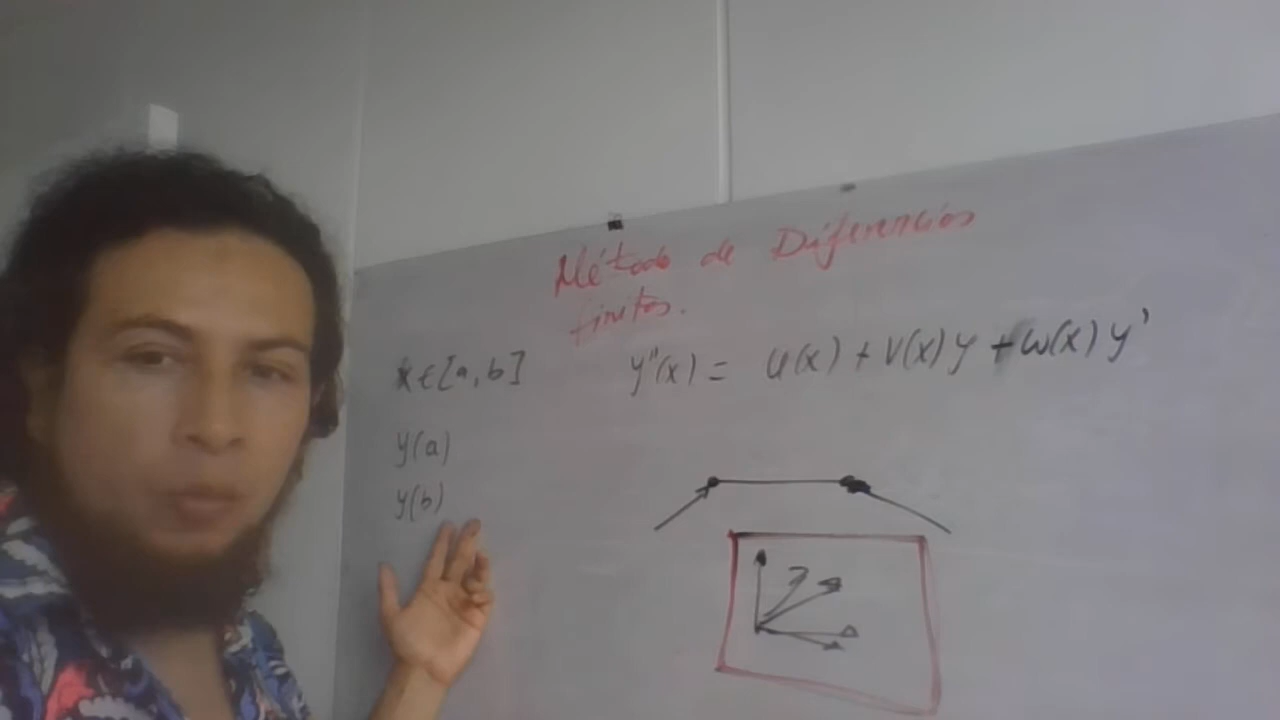 Método de Diferencias
finitas.
x ∈ [a, b]
y''(x) = u(x) + v(x) y + w(x) y'
y(a)
y(b)